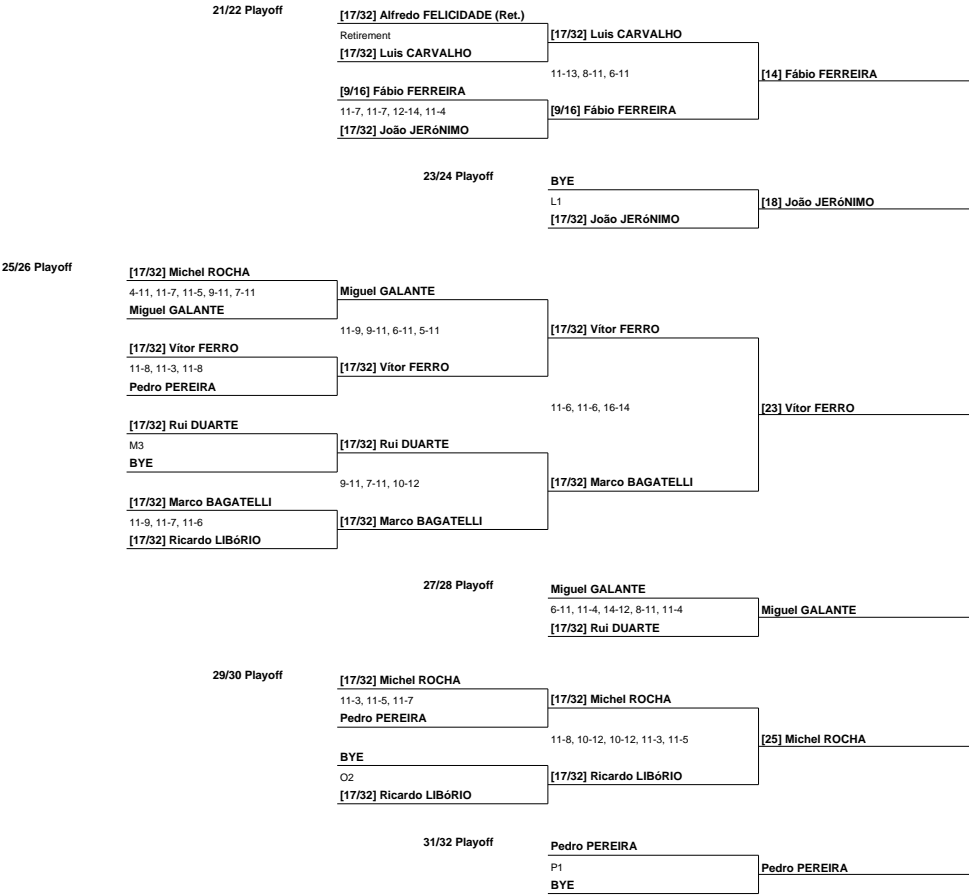 21/22 Playoff
[17/32] Alfredo FELICIDADE (Ret.)
Retirement
[17/32] Luis CARVALHO
[17/32] Luis CARVALHO
11-13, 8-11, 6-11
[14] Fábio FERREIRA
[9/16] Fábio FERREIRA
11-7, 11-7, 12-14, 11-4
[9/16] Fábio FERREIRA
[17/32] João JERóNIMO
23/24 Playoff
BYE
L1
[18] João JERóNIMO
[17/32] João JERóNIMO
25/26 Playoff
[17/32] Michel ROCHA
4-11, 11-7, 11-5, 9-11, 7-11
Miguel GALANTE
Miguel GALANTE
11-9, 9-11, 6-11, 5-11
[17/32] Vítor FERRO
[17/32] Vítor FERRO
11-8, 11-3, 11-8
[17/32] Vítor FERRO
Pedro PEREIRA
11-6, 11-6, 16-14
[23] Vítor FERRO
[17/32] Rui DUARTE
M3
[17/32] Rui DUARTE
BYE
9-11, 7-11, 10-12
[17/32] Marco BAGATELLI
[17/32] Marco BAGATELLI
11-9, 11-7, 11-6
[17/32] Marco BAGATELLI
[17/32] Ricardo LIBóRIO
27/28 Playoff
Miguel GALANTE
6-11, 11-4, 14-12, 8-11, 11-4
Miguel GALANTE
[17/32] Rui DUARTE
29/30 Playoff
[17/32] Michel ROCHA
11-3, 11-5, 11-7
[17/32] Michel ROCHA
Pedro PEREIRA
11-8, 10-12, 10-12, 11-3, 11-5
[25] Michel ROCHA
BYE
O2
[17/32] Ricardo LIBóRIO
[17/32] Ricardo LIBóRIO
31/32 Playoff
Pedro PEREIRA
P1
Pedro PEREIRA
BYE